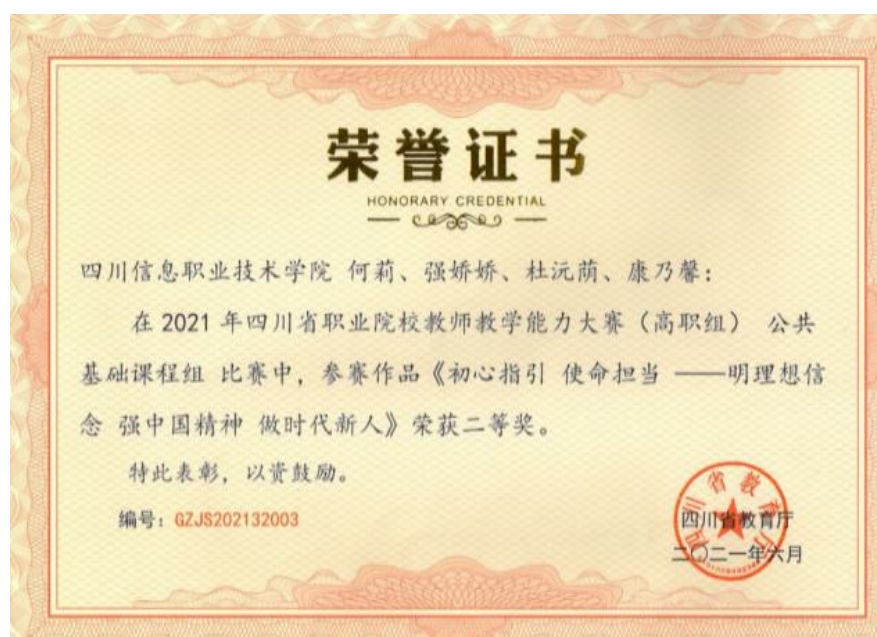 荣誉证书
HONORARY CREDENTIAL
四川信息职业技术学院 何莉、强娇娇、杜沅荫、康乃馨：
在 2021 年四川省职业院校教师教学能力大赛（高职组） 公共
基础课程组 比赛中，参赛作品《初心指引 使命担当 ——明理想信
念 强中国精神 做时代新人》荣获二等奖。
特此表彰，以资鼓励。
编号：GZJS202132003
四川省教育厅
四川省教育厅
二〇二一年六月